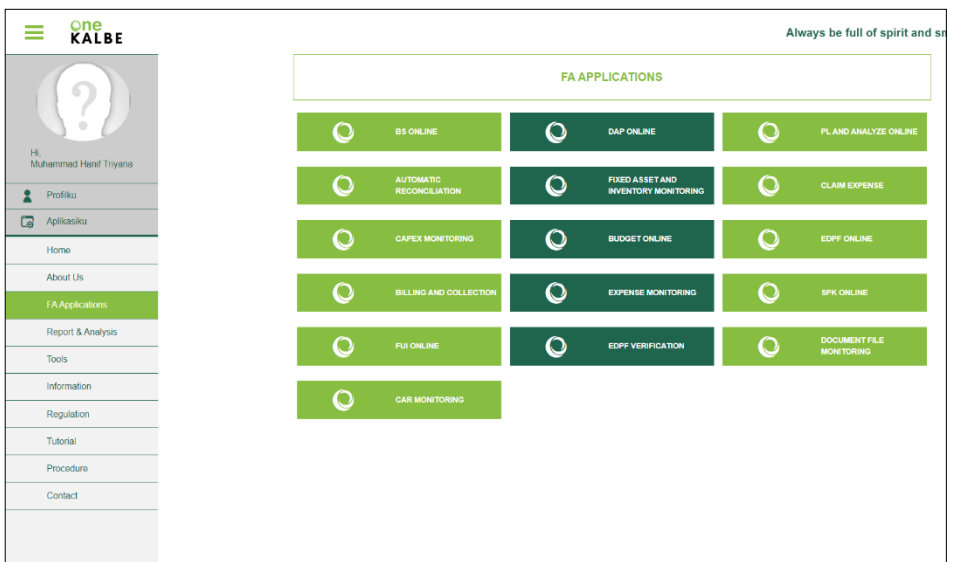 One
KALBE
Always be full of spirit and
Hi,
Muhammad Hanif Triyana
Profilku
Aplikasiku
Home
About Us
FA Applications
Report & Analysis
Tools
Information
Regulation
Tutorial
Procedure
Contact
FA APPLICATIONS
BS ONLINE
DAP ONLINE
PL AND ANALYZE ONLINE
AUTOMATIC
RECONCILIATION
FIXED ASSET AND
INVENTORY MONITORING
CLAIM EXPENSE
CAPEX MONITORING
BUDGET ONLINE
EDPF ONLINE
BILLING AND COLLECTION
EXPENSE MONITORING
SPK ONLINE
FUI ONLINE
EDPF VERIFICATION
DOCUMENT FILE
MONITORING
CAR MONITORING